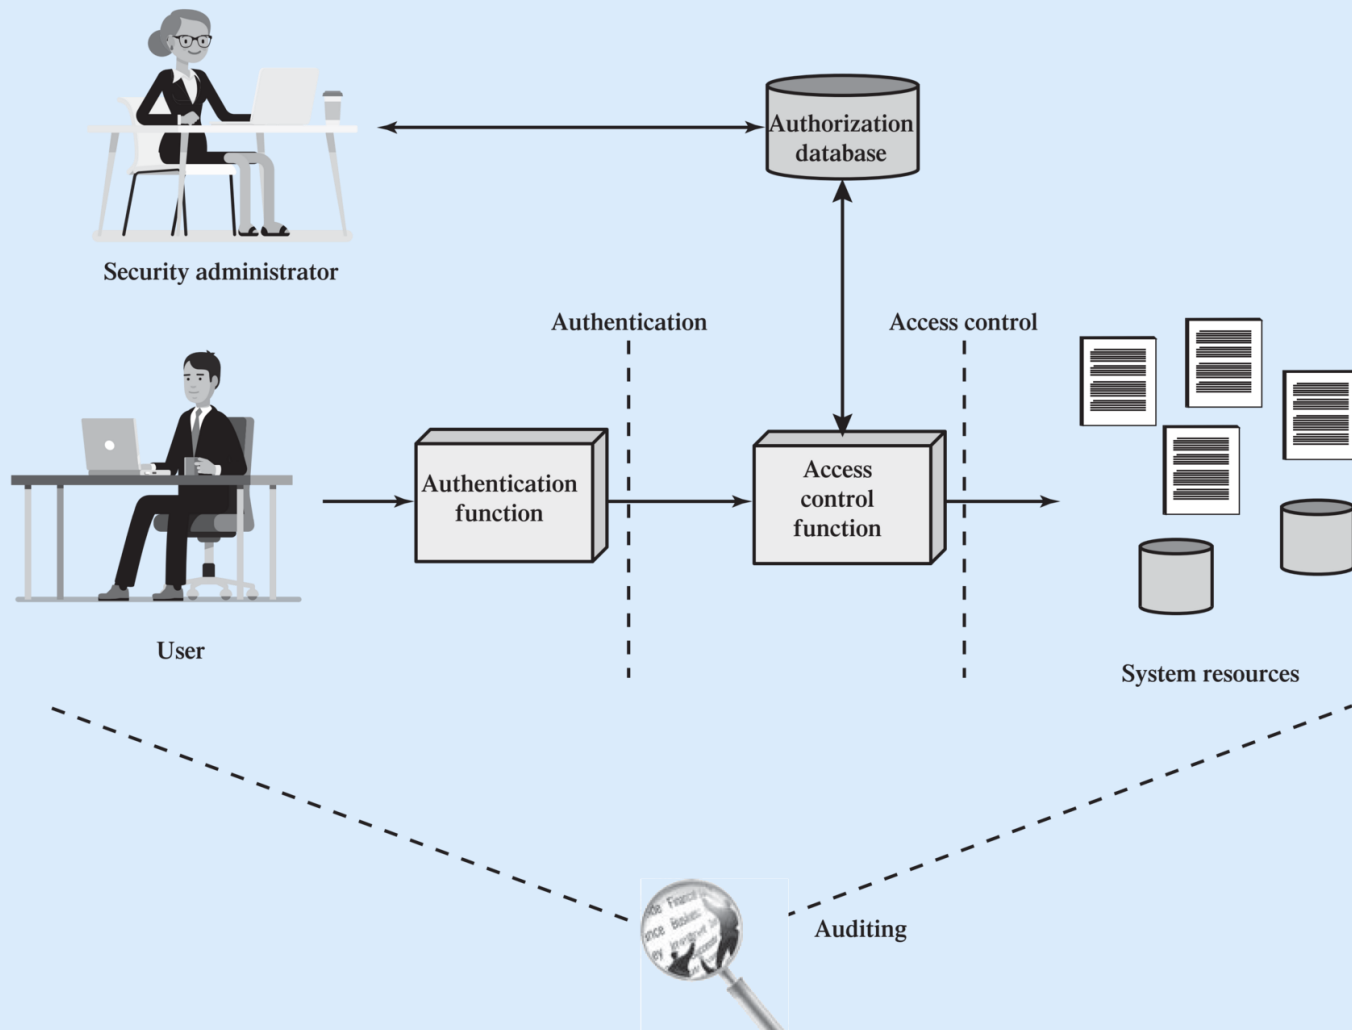 Authorization
database
Security administrator
Authentication
Access control
Authentication
function
Access
control
function
User
System resources
Auditing